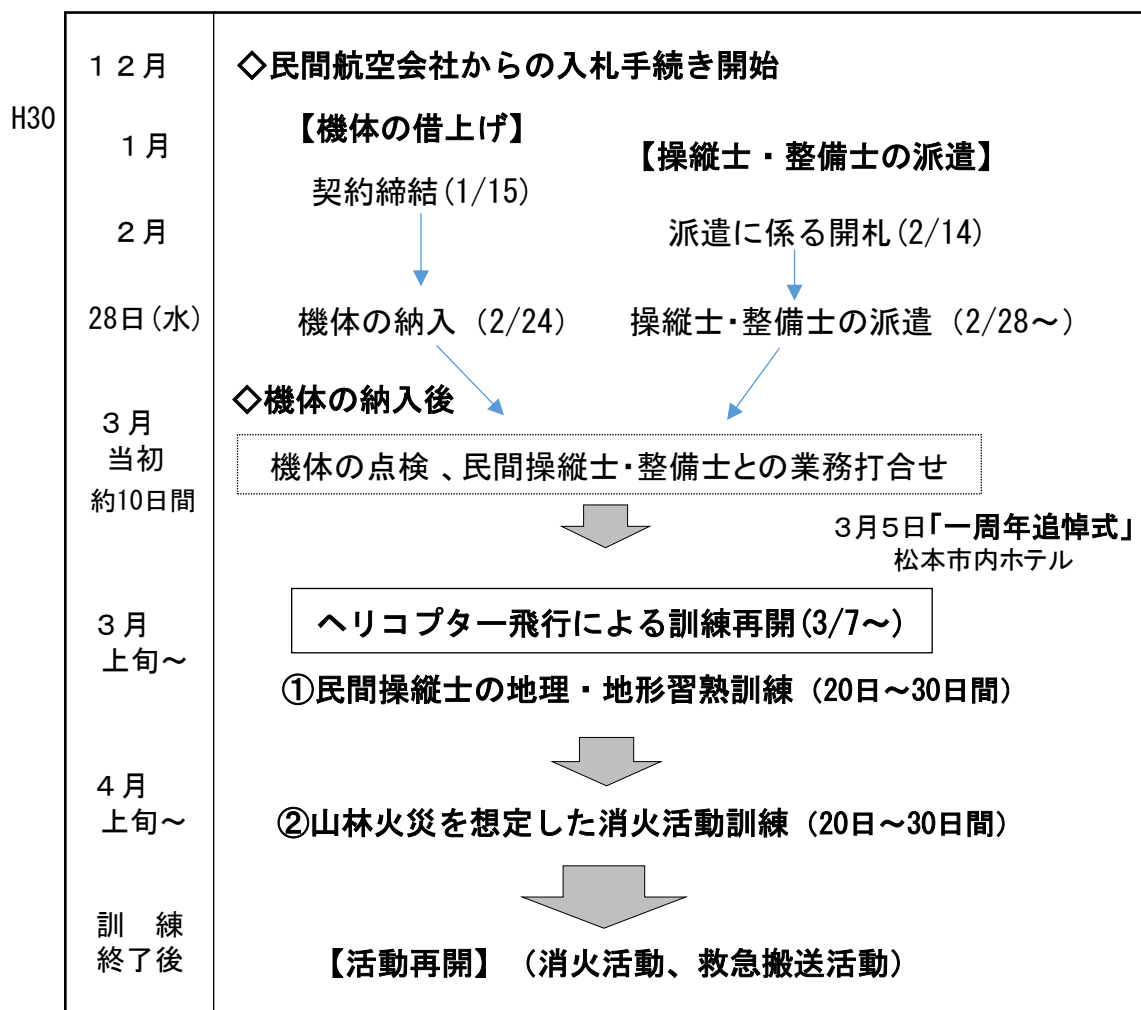 １２月
◇民間航空会社からの入札手続き開始
H30
１月
【機体の借上げ】
【操縦士・整備士の派遣】
契約締結(1/15)
２月
派遣に係る開札(2/14)
28日(水)
機体の納入（2/24）
操縦士・整備士の派遣（2/28～）
◇機体の納入後
３月
当初
約10日間
機体の点検、民間操縦士・整備士との業務打合せ
３月５日「一周年追悼式」
松本市内ホテル
３月
上旬～
ヘリコプター飛行による訓練再開(3/7～)
①民間操縦士の地理・地形習熟訓練（20日～30日間）
４月
上旬～
②山林火災を想定した消火活動訓練（20日～30日間）
訓　練
終了後
【活動再開】（消火活動、救急搬送活動）